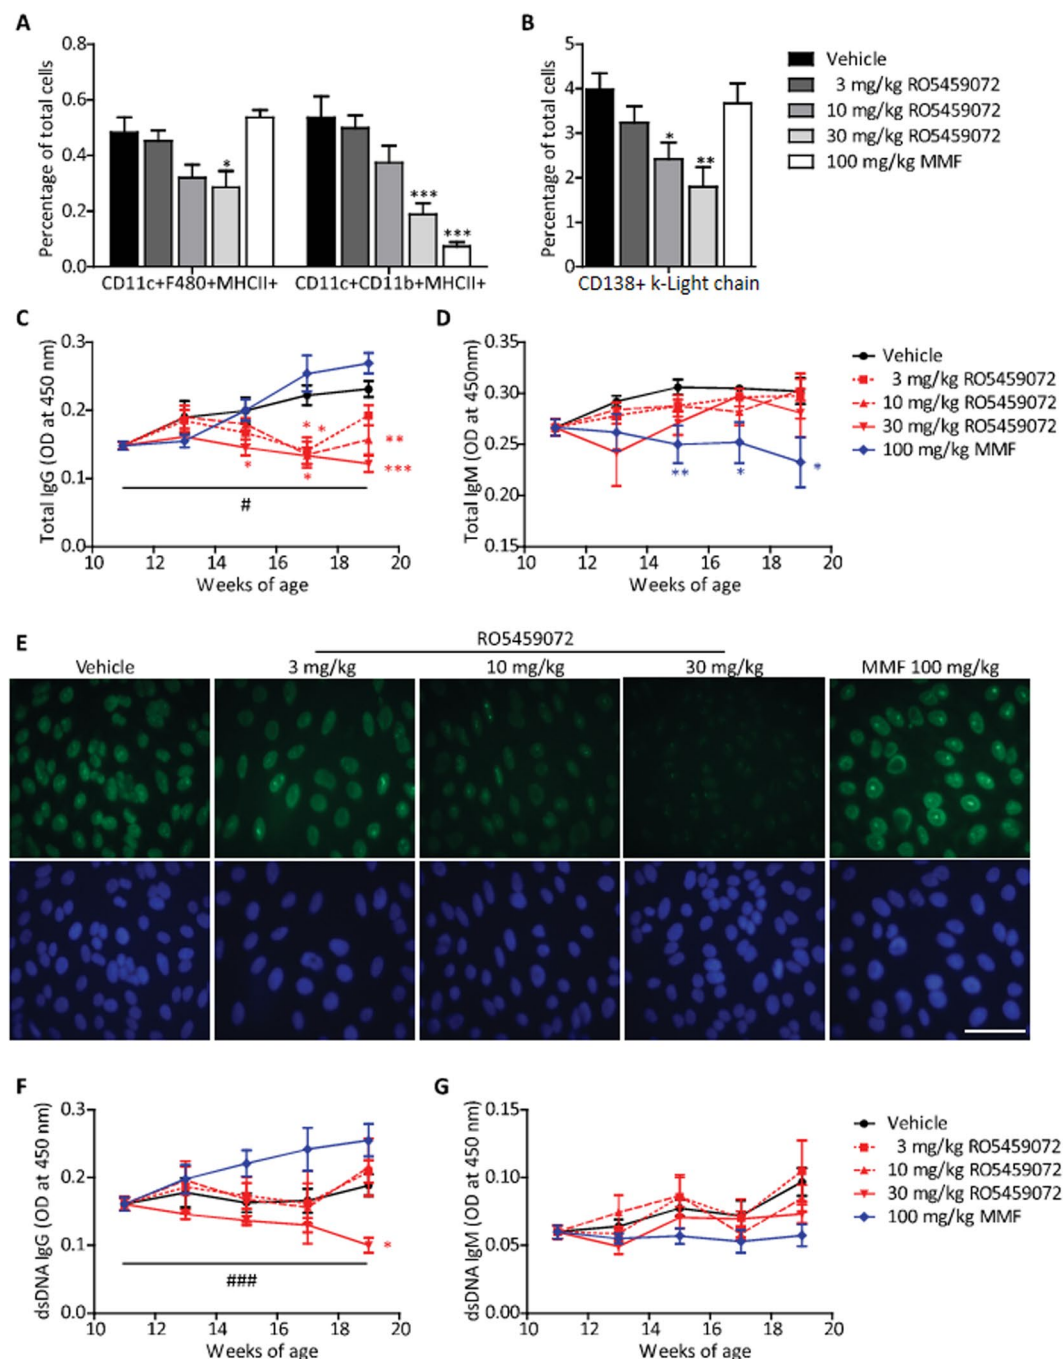 A
Percentage of total cells
0.8
0.6
0.4
0.2
0.0
*
***
***
CD11c+F480+MHCII+
CD11c+CD11b+MHCII+
B
Percentage of total cells
5
4
3
2
1
0
*
**
CD138+ k-Light chain
Vehicle
3 mg/kg RO5459072
10 mg/kg RO5459072
30 mg/kg RO5459072
100 mg/kg MMF
C
Total IgG (OD at 450 nm)
0.3
0.2
0.1
0.0
* *
**
***
*
*
#
10 12 14 16 18 20
Weeks of age
D
Total IgM (OD at 450nm)
0.35
0.30
0.25
0.20
0.15
**
*
*
10 12 14 16 18 20
Weeks of age
Vehicle
3 mg/kg RO5459072
10 mg/kg RO5459072
30 mg/kg RO5459072
100 mg/kg MMF
E
RO5459072
Vehicle 3 mg/kg 10 mg/kg 30 mg/kg MMF 100 mg/kg
F
dsDNA IgG (OD at 450 nm)
0.3
0.2
0.1
0.0
*
###
10 12 14 16 18 20
Weeks of age
G
dsDNA IgM (OD at 450 nm)
0.15
0.10
0.05
0.00
10 12 14 16 18 20
Weeks of age
Vehicle
3 mg/kg RO5459072
10 mg/kg RO5459072
30 mg/kg RO5459072
100 mg/kg MMF